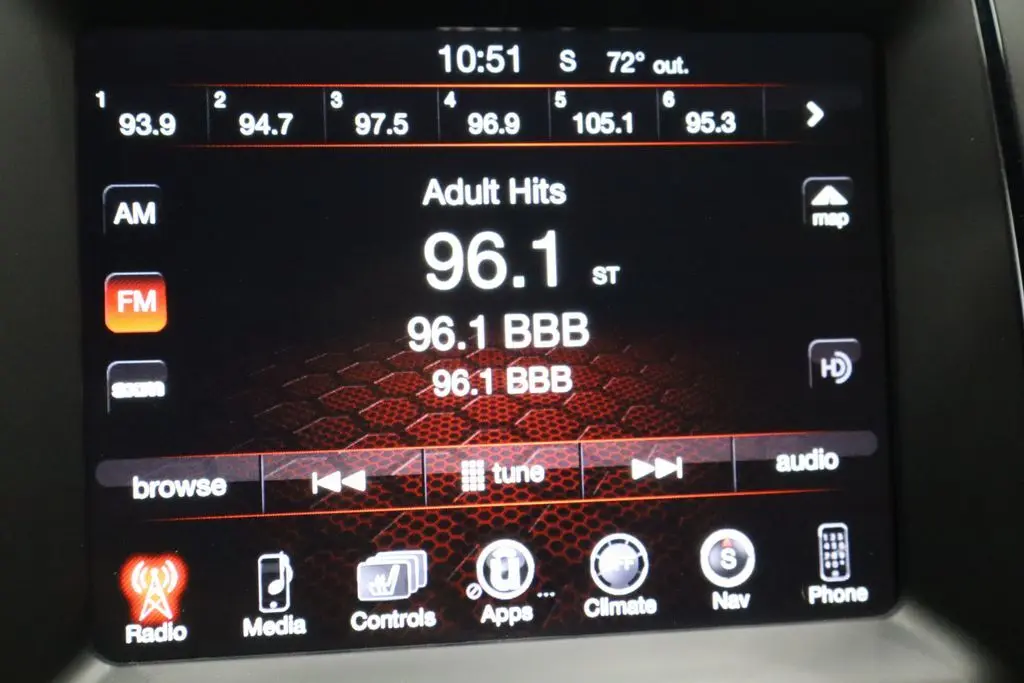 10:51 S 72° out.
1 2 3 4 5 6
93.9 94.7 97.5 96.9 105.1 95.3
Adult Hits
AM
map
96.1 ST
FM
96.1 BBB
HD
96.1 BBB
sxm
browse tune audio
OFF S
Radio Media Controls Apps ... Climate Nav Phone